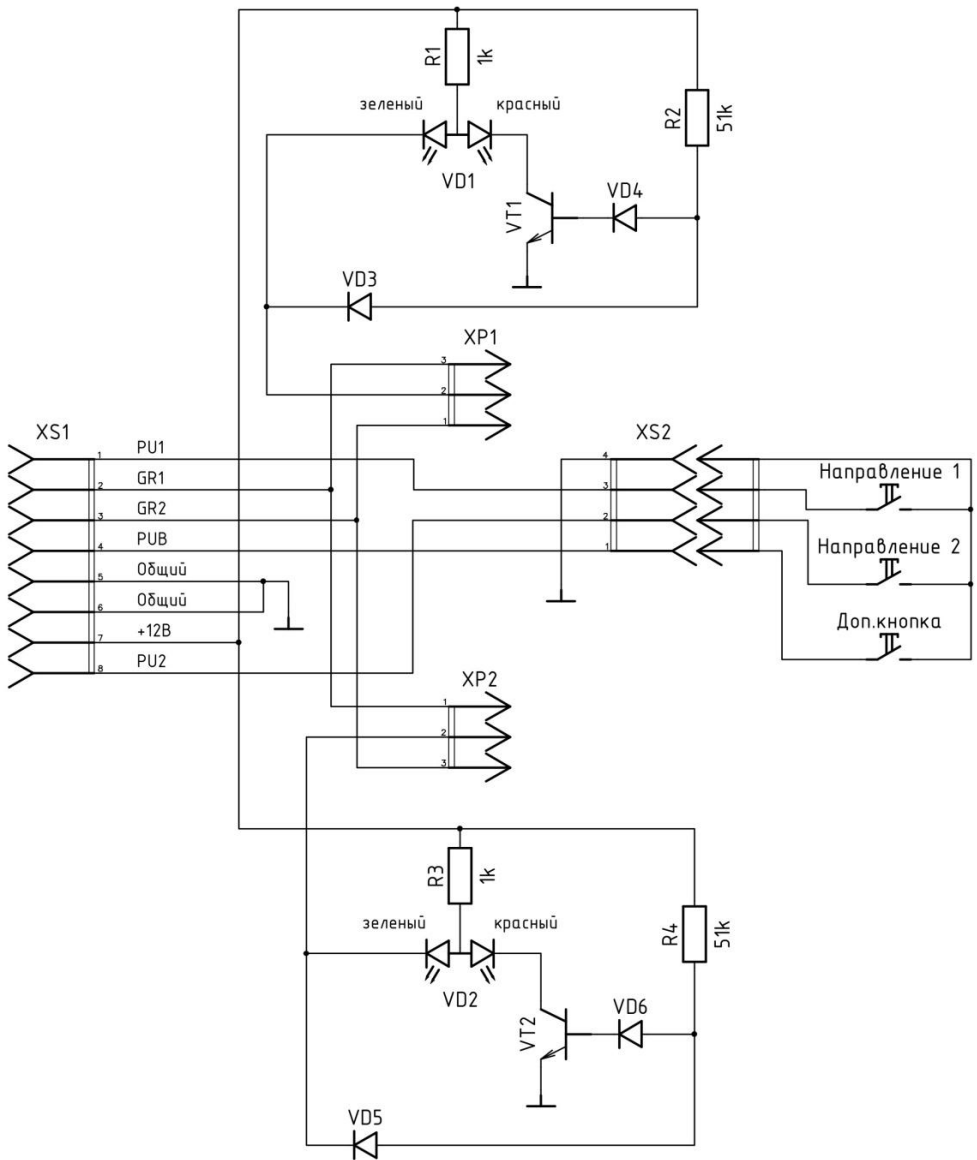 R1
1k
зеленый
красный
VD1
R2
51k
VT1
VD4
VD3
XP1
3
2
1
XS1
1
PU1
2
GR1
3
GR2
4
PUB
5
Общий
6
Общий
7
+12В
8
PU2
XS2
4
3
2
1
Направление 1
Направление 2
Доп.кнопка
XP2
1
2
3
R3
1k
зеленый
красный
VD2
R4
51k
VT2
VD6
VD5